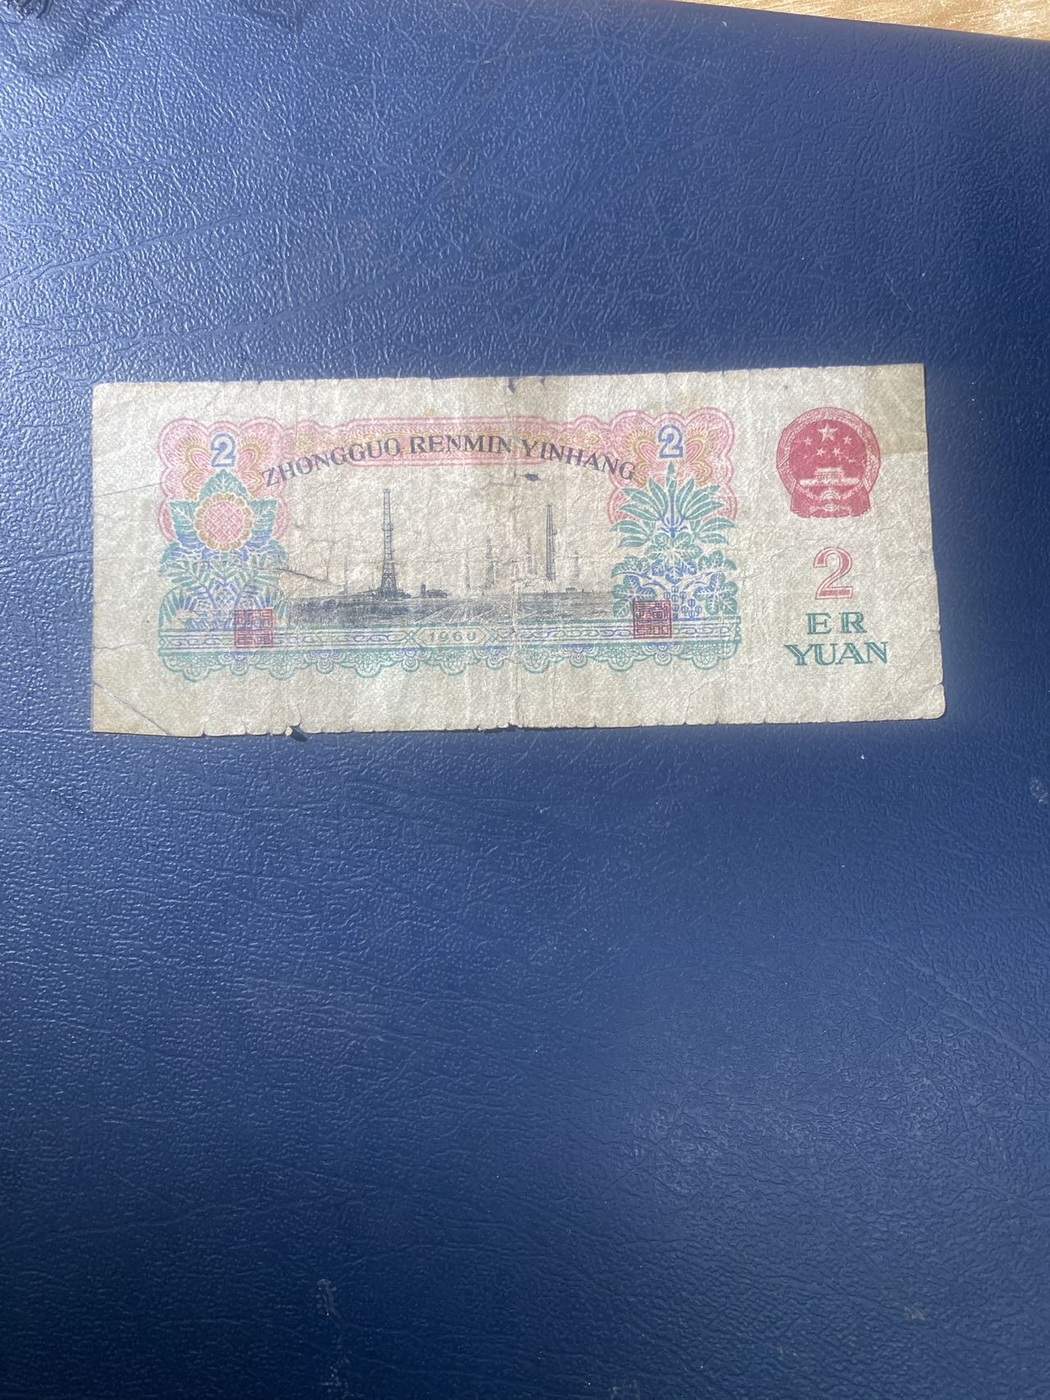 2
2
ZHONGGUO RENMIN YINHANG
1960
2
ER
YUAN